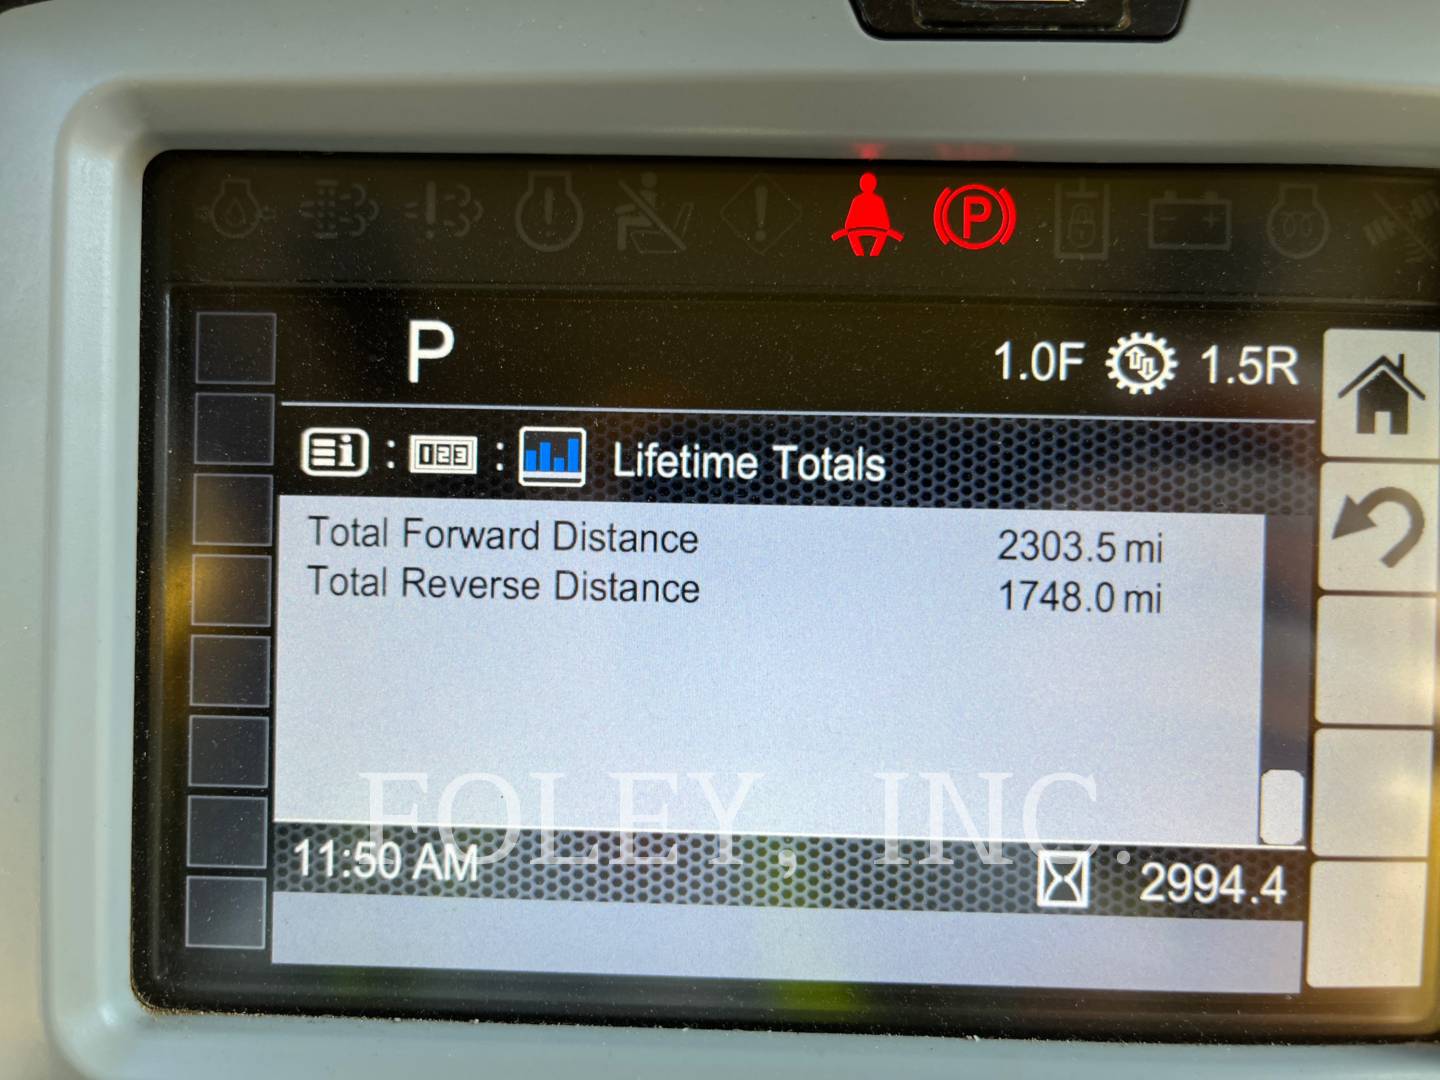 P
1.0F 1.5R
123 Lifetime Totals
Total Forward Distance 2303.5 mi
Total Reverse Distance 1748.0 mi
FOLEY, INC.
11:50 AM 2994.4